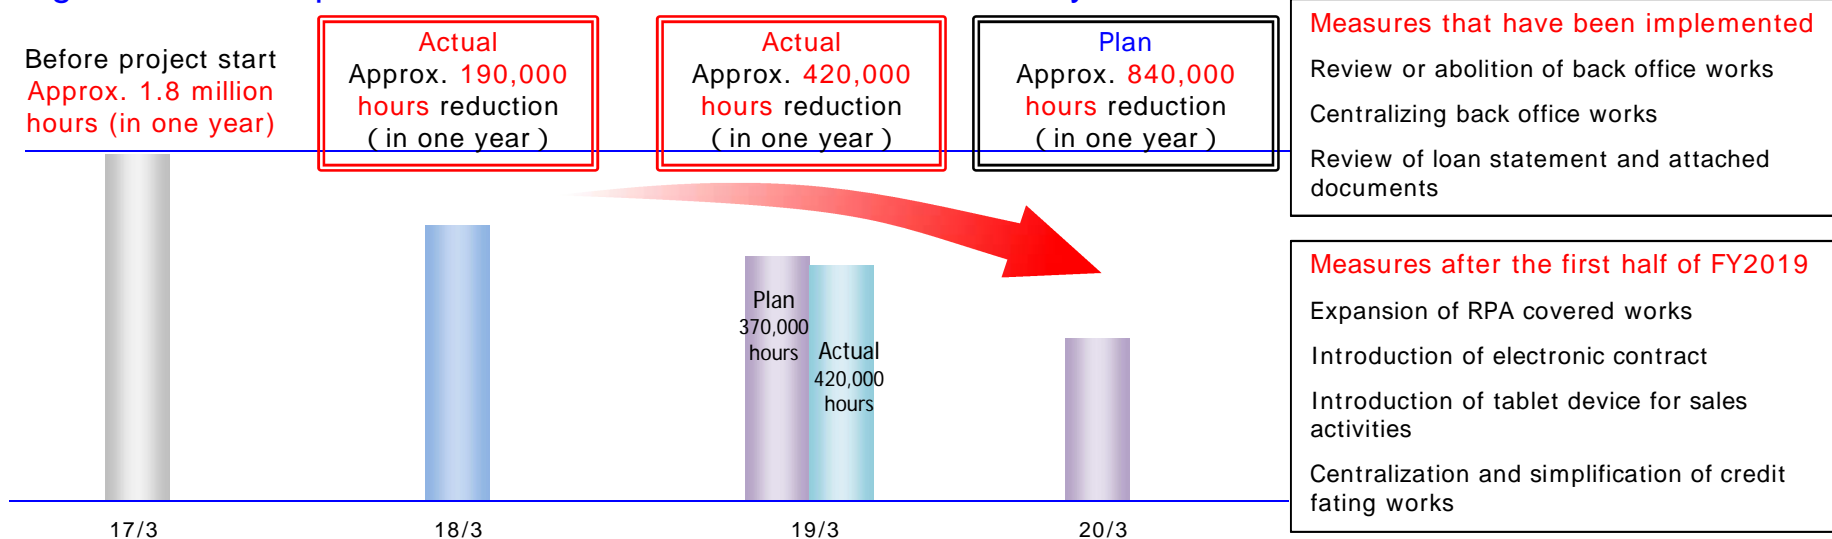 Before project start
Approx. 1.8 million
hours (in one year)
Actual
Approx. 190,000
hours reduction
( in one year )
Actual
Approx. 420,000
hours reduction
( in one year )
Plan
Approx. 840,000
hours reduction
( in one year )
Plan
370,000
hours
Actual
420,000
hours
17/3
18/3
19/3
20/3
Measures that have been implemented
Review or abolition of back office works
Centralizing back office works
Review of loan statement and attached
documents
Measures after the first half of FY2019
Expansion of RPA covered works
Introduction of electronic contract
Introduction of tablet device for sales
activities
Centralization and simplification of credit
fating works